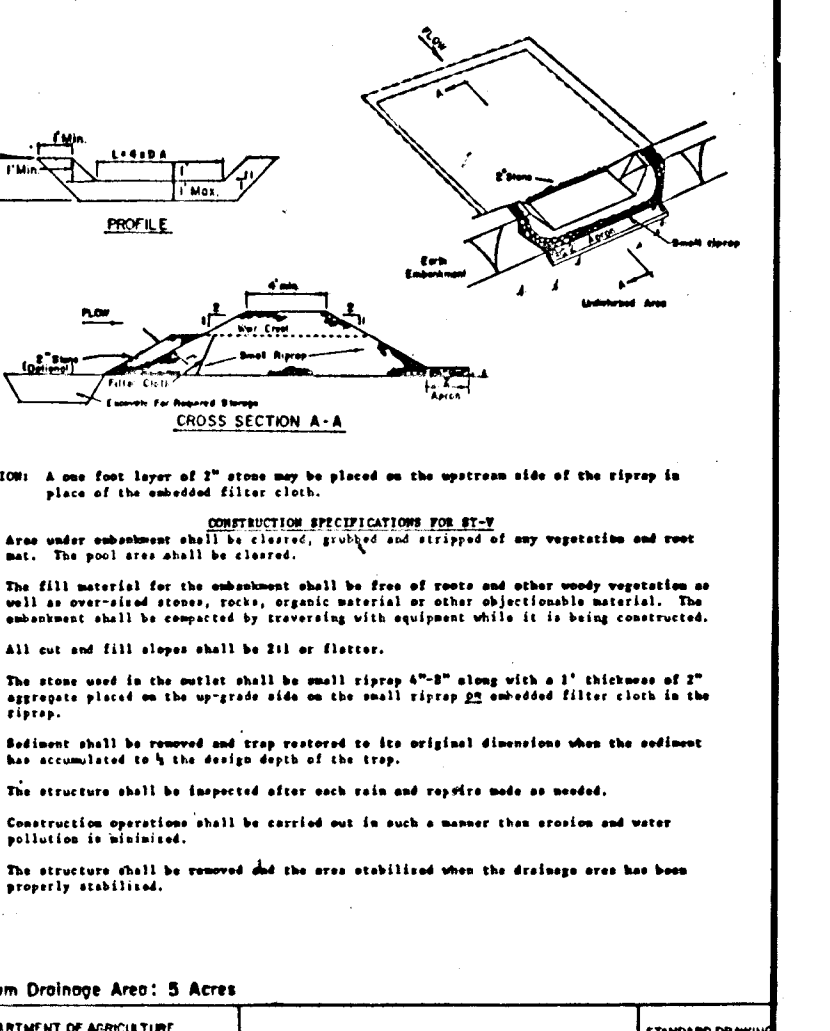 FLOW
A
1' Min.
L=4xDA
1' Min.
1'
1' Max.
PROFILE
2" Stone
Apron
Small riprap
Earth
Embankment
A
Undisturbed Area
4' min.
FLOW
2
1
2
1
Weir Crest
2" Stone
(Optional)
Small Riprap
Filter Cloth
Apron
Excavate For Required Storage
CROSS SECTION A-A
ION: A one foot layer of 2" stone may be placed on the upstream side of the riprap in
place of the embedded filter cloth.
CONSTRUCTION SPECIFICATIONS FOR ST-V
Area under embankment shall be cleared, grubbed and stripped of any vegetation and root
mat. The pool area shall be cleared.
The fill material for the embankment shall be free of roots and other woody vegetation as
well as over-sized stones, rocks, organic material or other objectionable material. The
embankment shall be compacted by traversing with equipment while it is being constructed.
All cut and fill slopes shall be 2:1 or flatter.
The stone used in the outlet shall be small riprap 4"-8" along with a 1' thickness of 2"
aggregate placed on the up-grade side on the small riprap or embedded filter cloth in the
riprap.
Sediment shall be removed and trap restored to its original dimensions when the sediment
has accumulated to ½ the design depth of the trap.
The structure shall be inspected after each rain and repairs made as needed.
Construction operations shall be carried out in such a manner than erosion and water
pollution is minimized.
The structure shall be removed and the area stabilized when the drainage area has been
properly stabilized.
um Drainage Area: 5 Acres
ARTMENT OF AGRICULTURE
STANDARD DRAWING